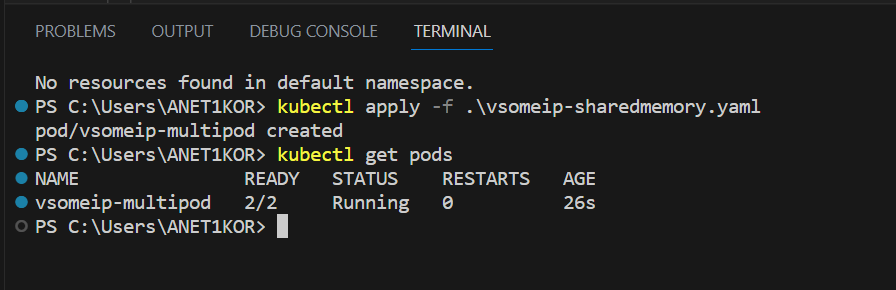 PROBLEMS OUTPUT DEBUG CONSOLE TERMINAL
No resources found in default namespace.
PS C:\Users\ANET1KOR> kubectl apply -f .\vsomeip-sharedmemory.yaml
pod/vsomeip-multipod created
PS C:\Users\ANET1KOR> kubectl get pods
NAME READY STATUS RESTARTS AGE
vsomeip-multipod 2/2 Running 0 26s
PS C:\Users\ANET1KOR>